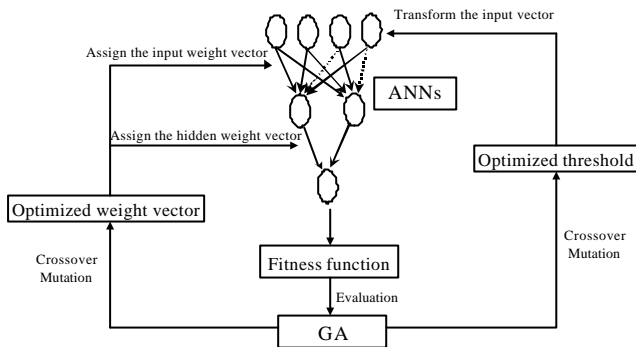 Transform the input vector
Assign the input weight vector
ANNs
Assign the hidden weight vector
Optimized threshold
Optimized weight vector
Crossover
Mutation
Crossover
Mutation
Fitness function
Evaluation
GA